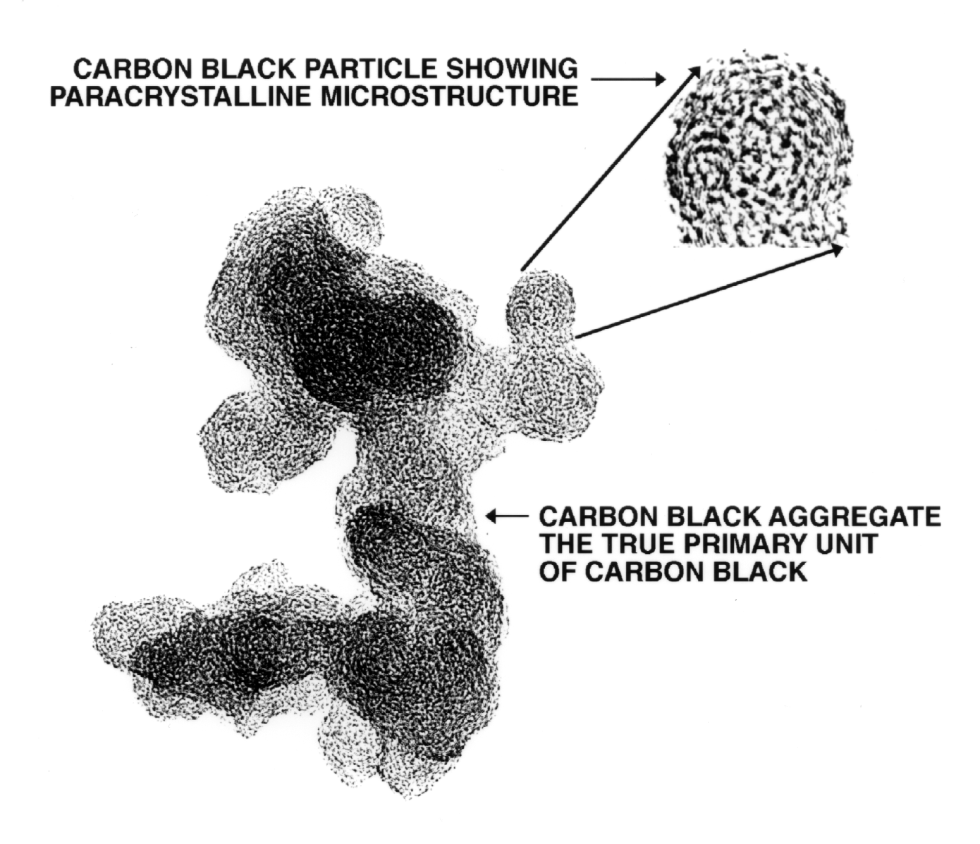 CARBON BLACK PARTICLE SHOWING
PARACRYSTALLINE MICROSTRUCTURE
CARBON BLACK AGGREGATE
THE TRUE PRIMARY UNIT
OF CARBON BLACK